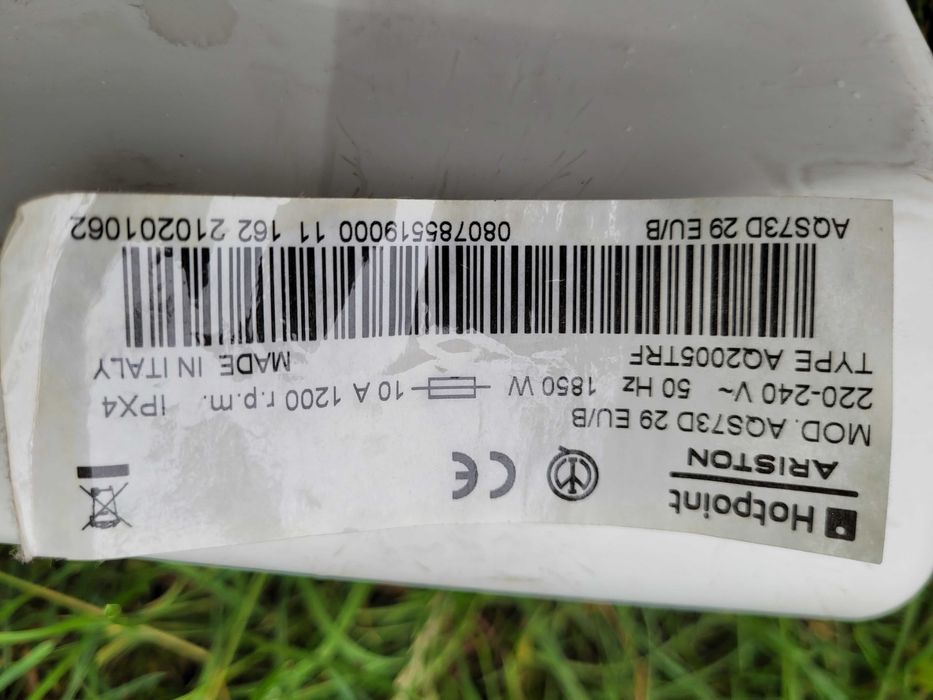 Hotpoint
ARISTON
MOD. AQS73D 29 EU/B
220-240 V~ 50 Hz 1850 W 10 A 1200 r.p.m. IPX4
TYPE AQ2005TRF MADE IN ITALY
AQS73D 29 EU/B 080785519000 11 162 210201062